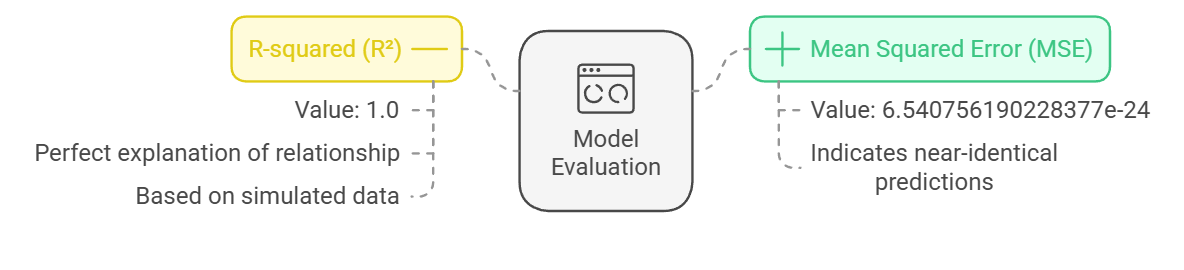 R-squared (R²)
Value: 1.0
Perfect explanation of relationship
Based on simulated data
Model
Evaluation
Mean Squared Error (MSE)
Value: 6.540756190228377e-24
Indicates near-identical
predictions